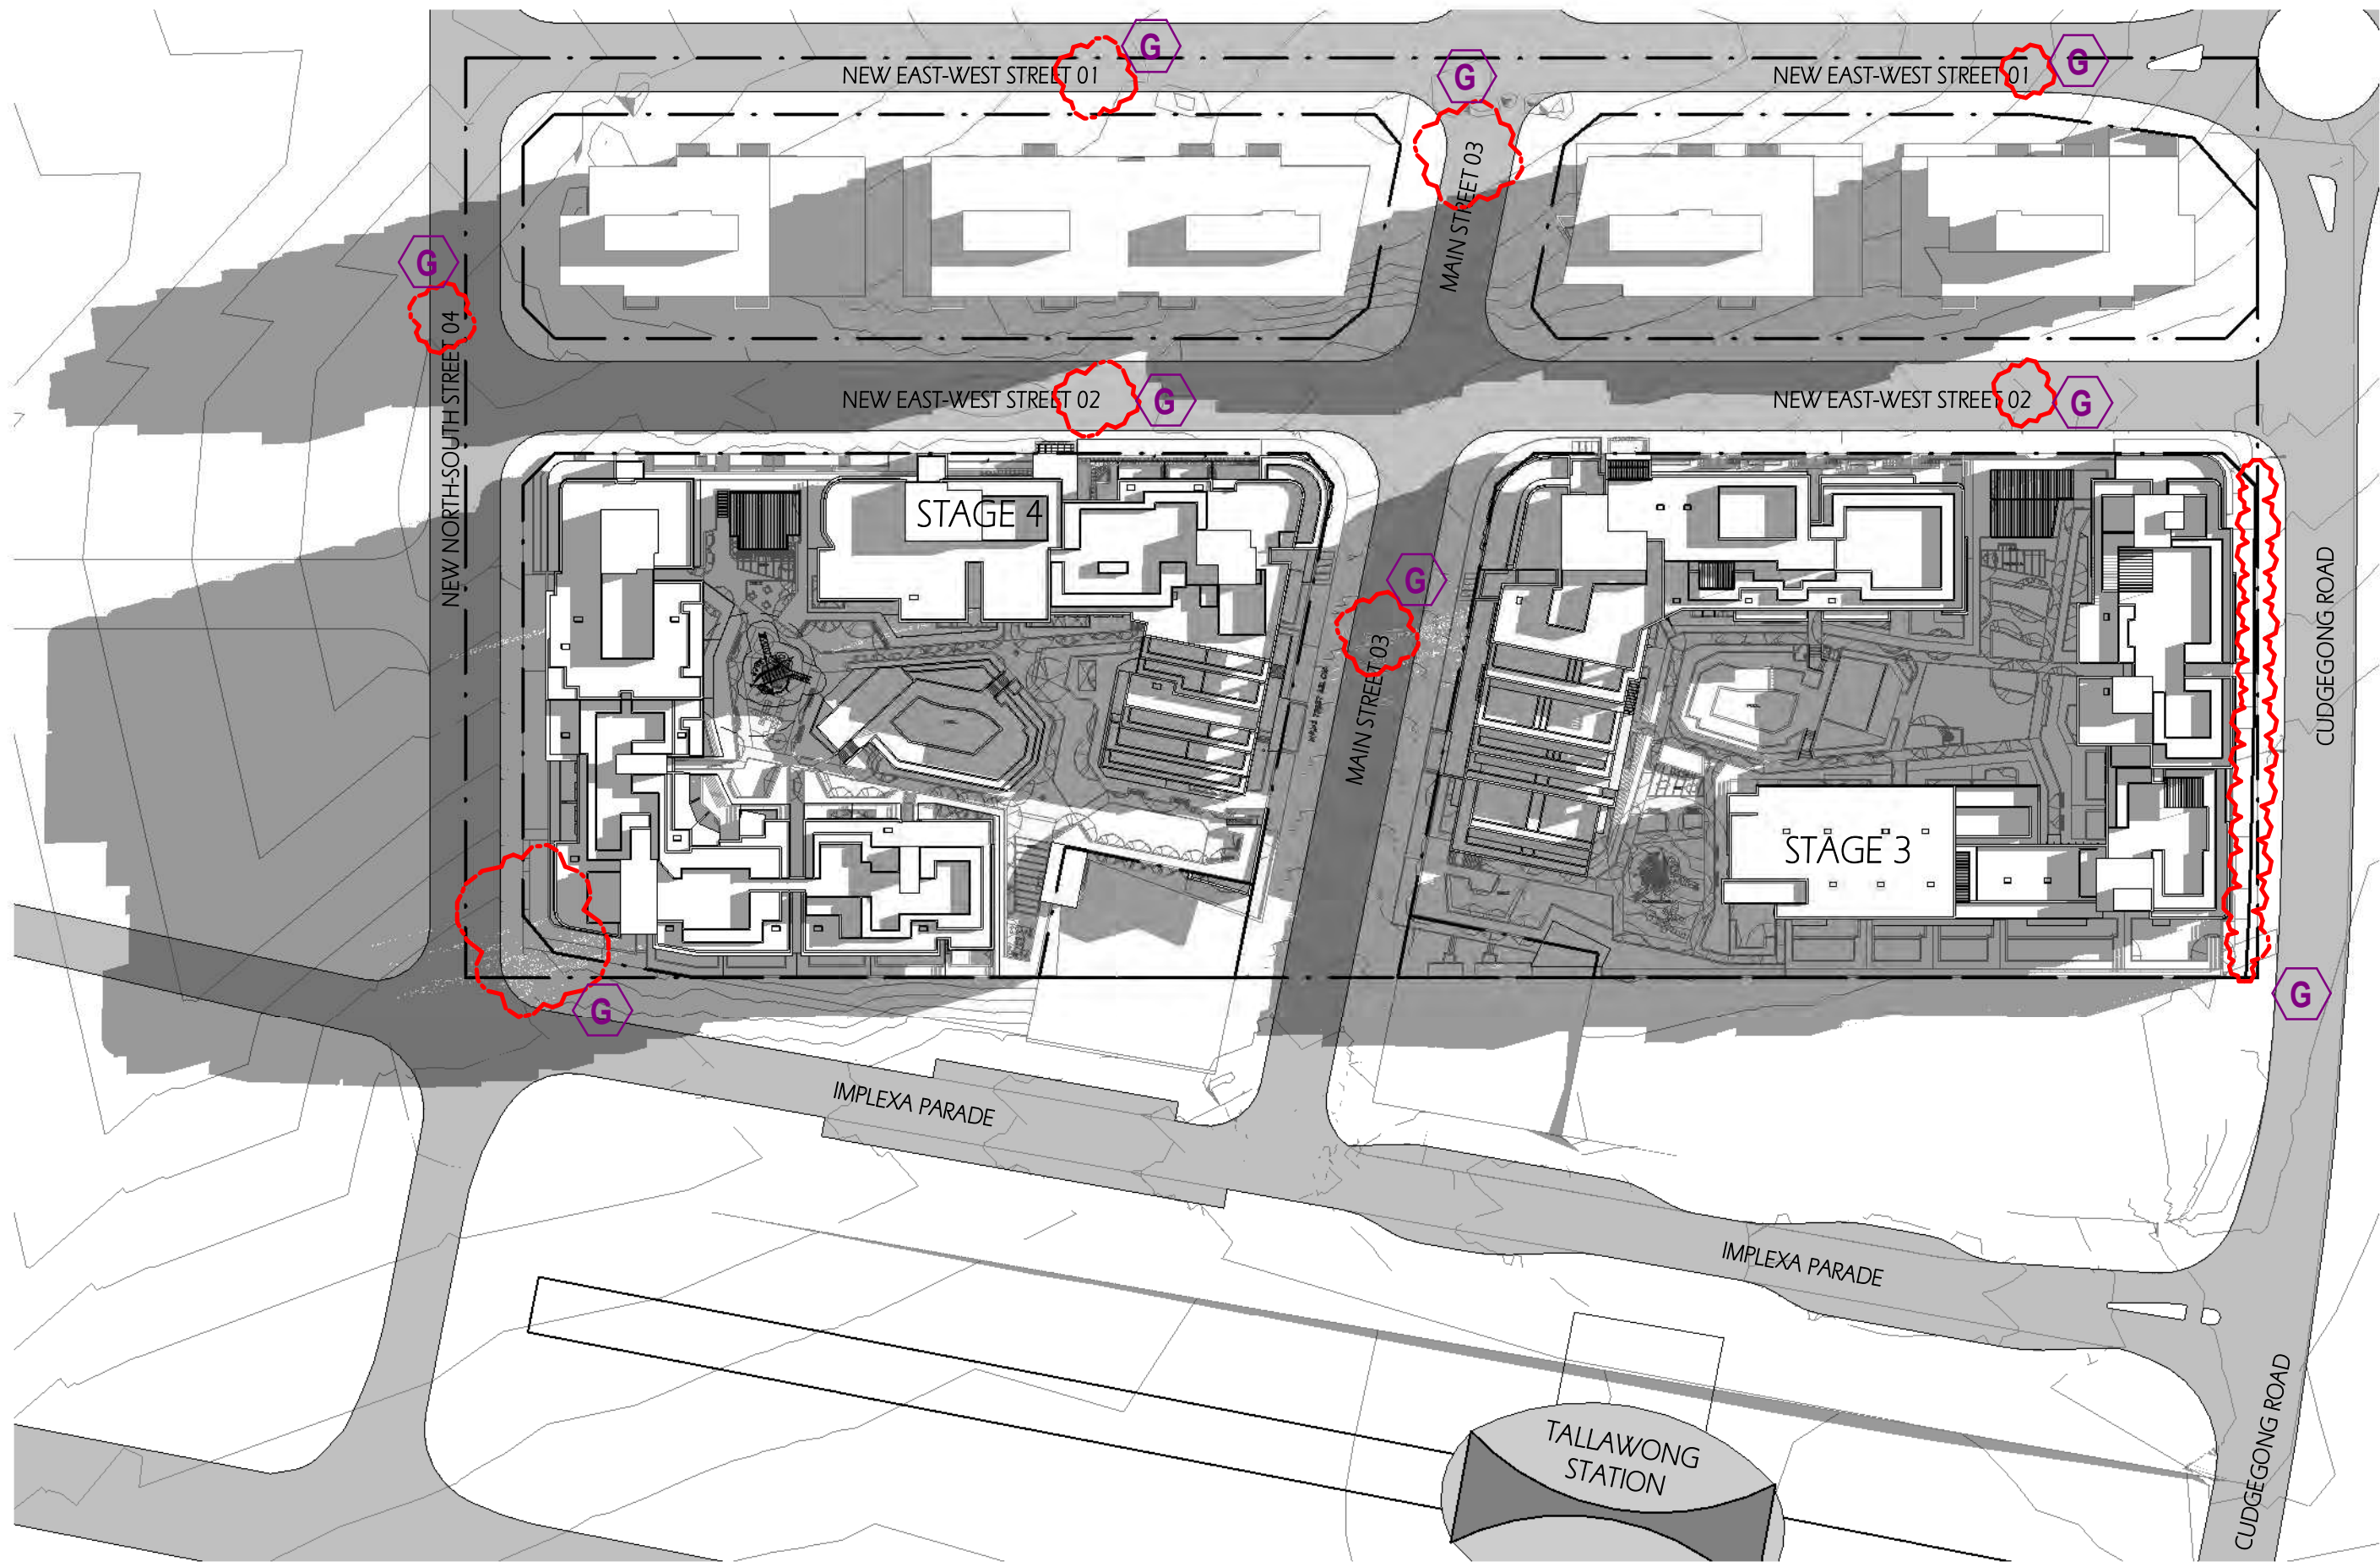 G
G
G
NEW EAST-WEST STREET 01
NEW EAST-WEST STREET 01
MAIN STREET 03
G
NEW NORTH-SOUTH STREET 04
NEW EAST-WEST STREET 02
G
NEW EAST-WEST STREET 02
G
STAGE 4
G
MAIN STREET 03
CUDGEGONG ROAD
STAGE 3
G
G
IMPLEXA PARADE
IMPLEXA PARADE
TALLAWONG
STATION
CUDGEGONG ROAD